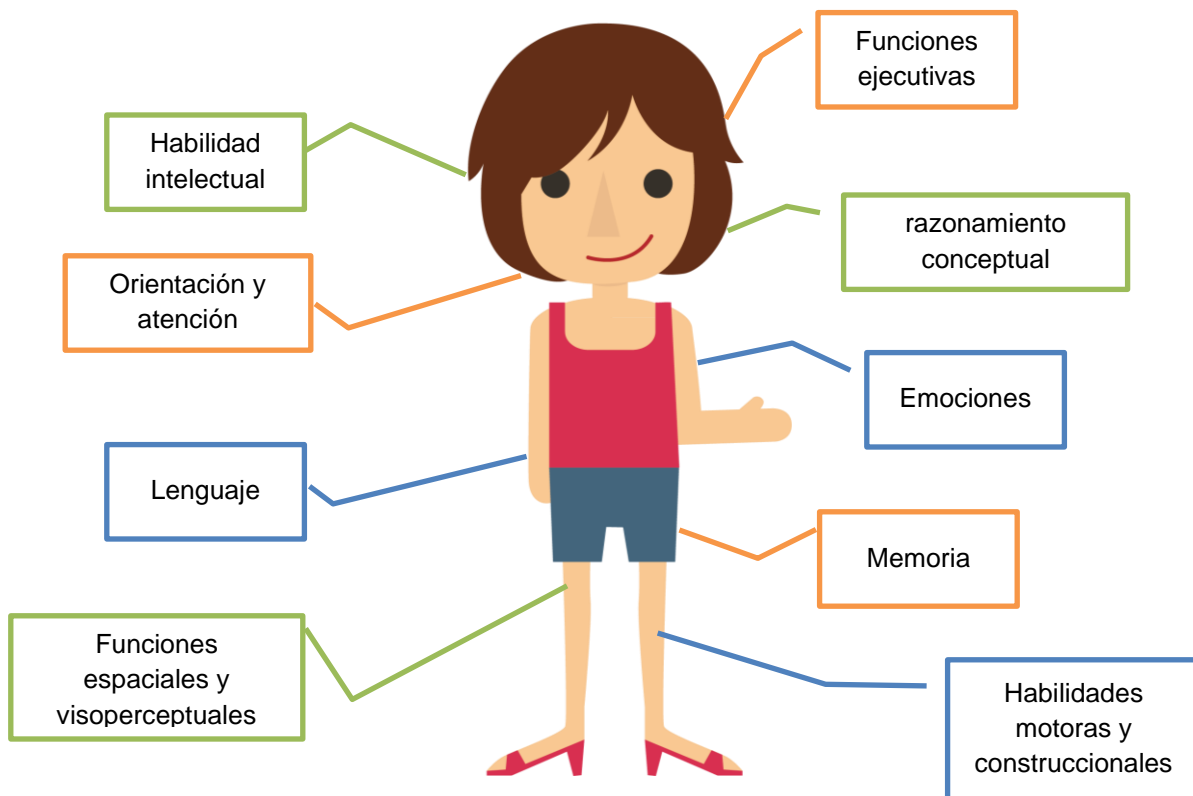 Funciones
ejecutivas
Habilidad
intelectual
razonamiento
conceptual
Orientación y
atención
Emociones
Lenguaje
Memoria
Funciones
espaciales y
visoperceptuales
Habilidades
motoras y
construccionales